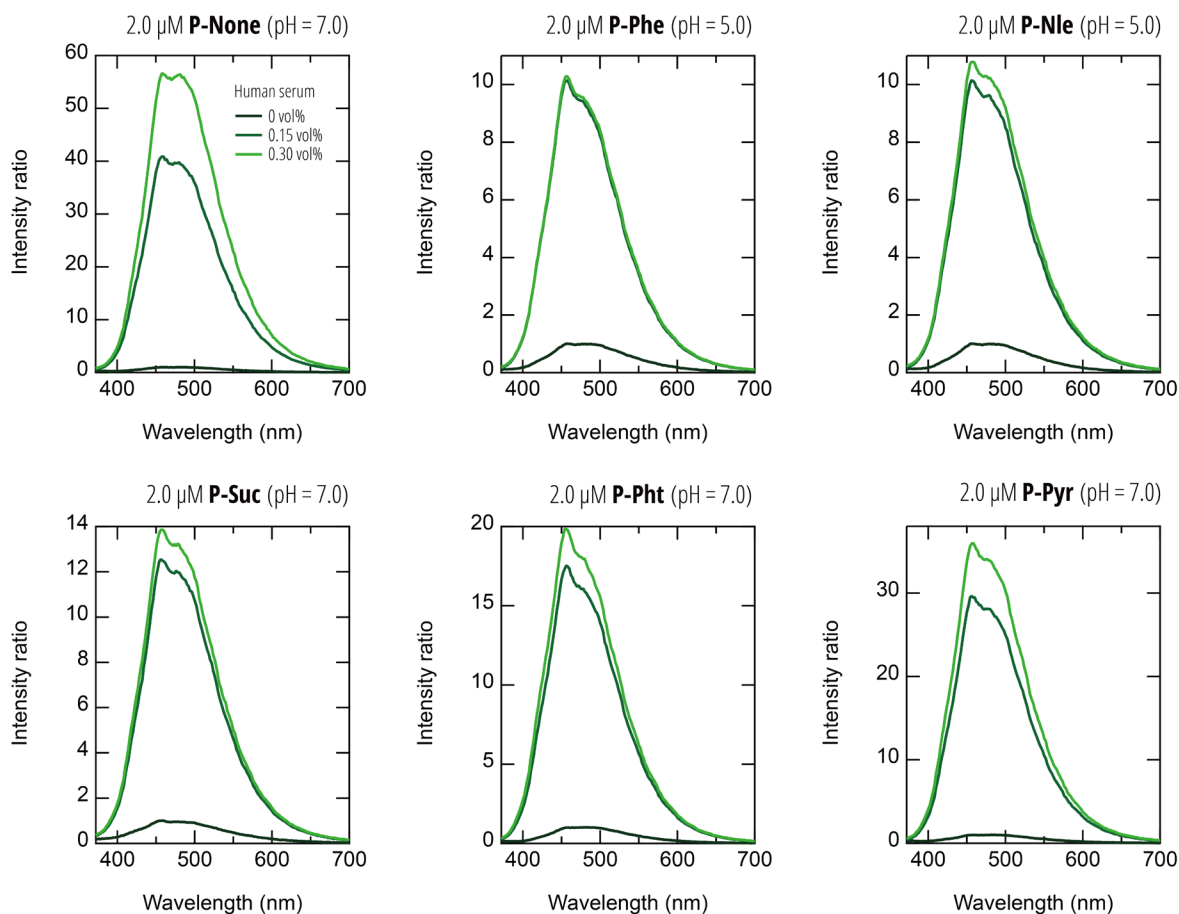 2.0 µM P-None (pH = 7.0)
60
50
40
30
20
10
0
Intensity ratio
Human serum
0 vol%
0.15 vol%
0.30 vol%
400
500
600
700
Wavelength (nm)
2.0 µM P-Phe (pH = 5.0)
10
8
6
4
2
0
Intensity ratio
400
500
600
700
Wavelength (nm)
2.0 µM P-Nle (pH = 5.0)
10
8
6
4
2
0
Intensity ratio
400
500
600
700
Wavelength (nm)
2.0 µM P-Suc (pH = 7.0)
14
12
10
8
6
4
2
0
Intensity ratio
400
500
600
700
Wavelength (nm)
2.0 µM P-Pht (pH = 7.0)
20
15
10
5
0
Intensity ratio
400
500
600
700
Wavelength (nm)
2.0 µM P-Pyr (pH = 7.0)
30
20
10
0
Intensity ratio
400
500
600
700
Wavelength (nm)